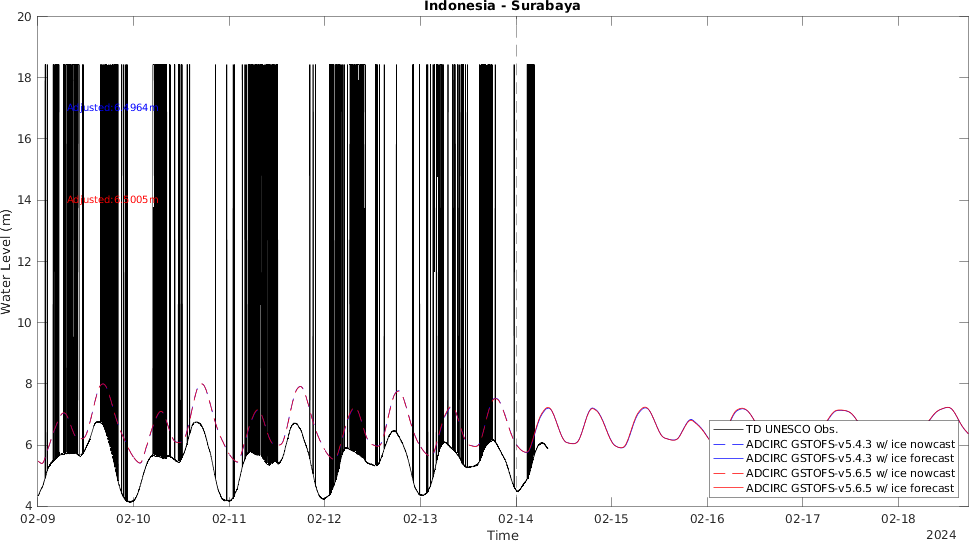 Indonesia - Surabaya
20
18
16
14
12
10
8
6
4
Water Level (m)
Adjusted:
964m
Adjusted:
005m
TD UNESCO Obs.
ADCIRC GSTOFS-v5.4.3 w/ ice nowcast
ADCIRC GSTOFS-v5.4.3 w/ ice forecast
ADCIRC GSTOFS-v5.6.5 w/ ice nowcast
ADCIRC GSTOFS-v5.6.5 w/ ice forecast
02-09
02-10
02-11
02-12
02-13
02-14
02-15
02-16
02-17
02-18
Time
2024